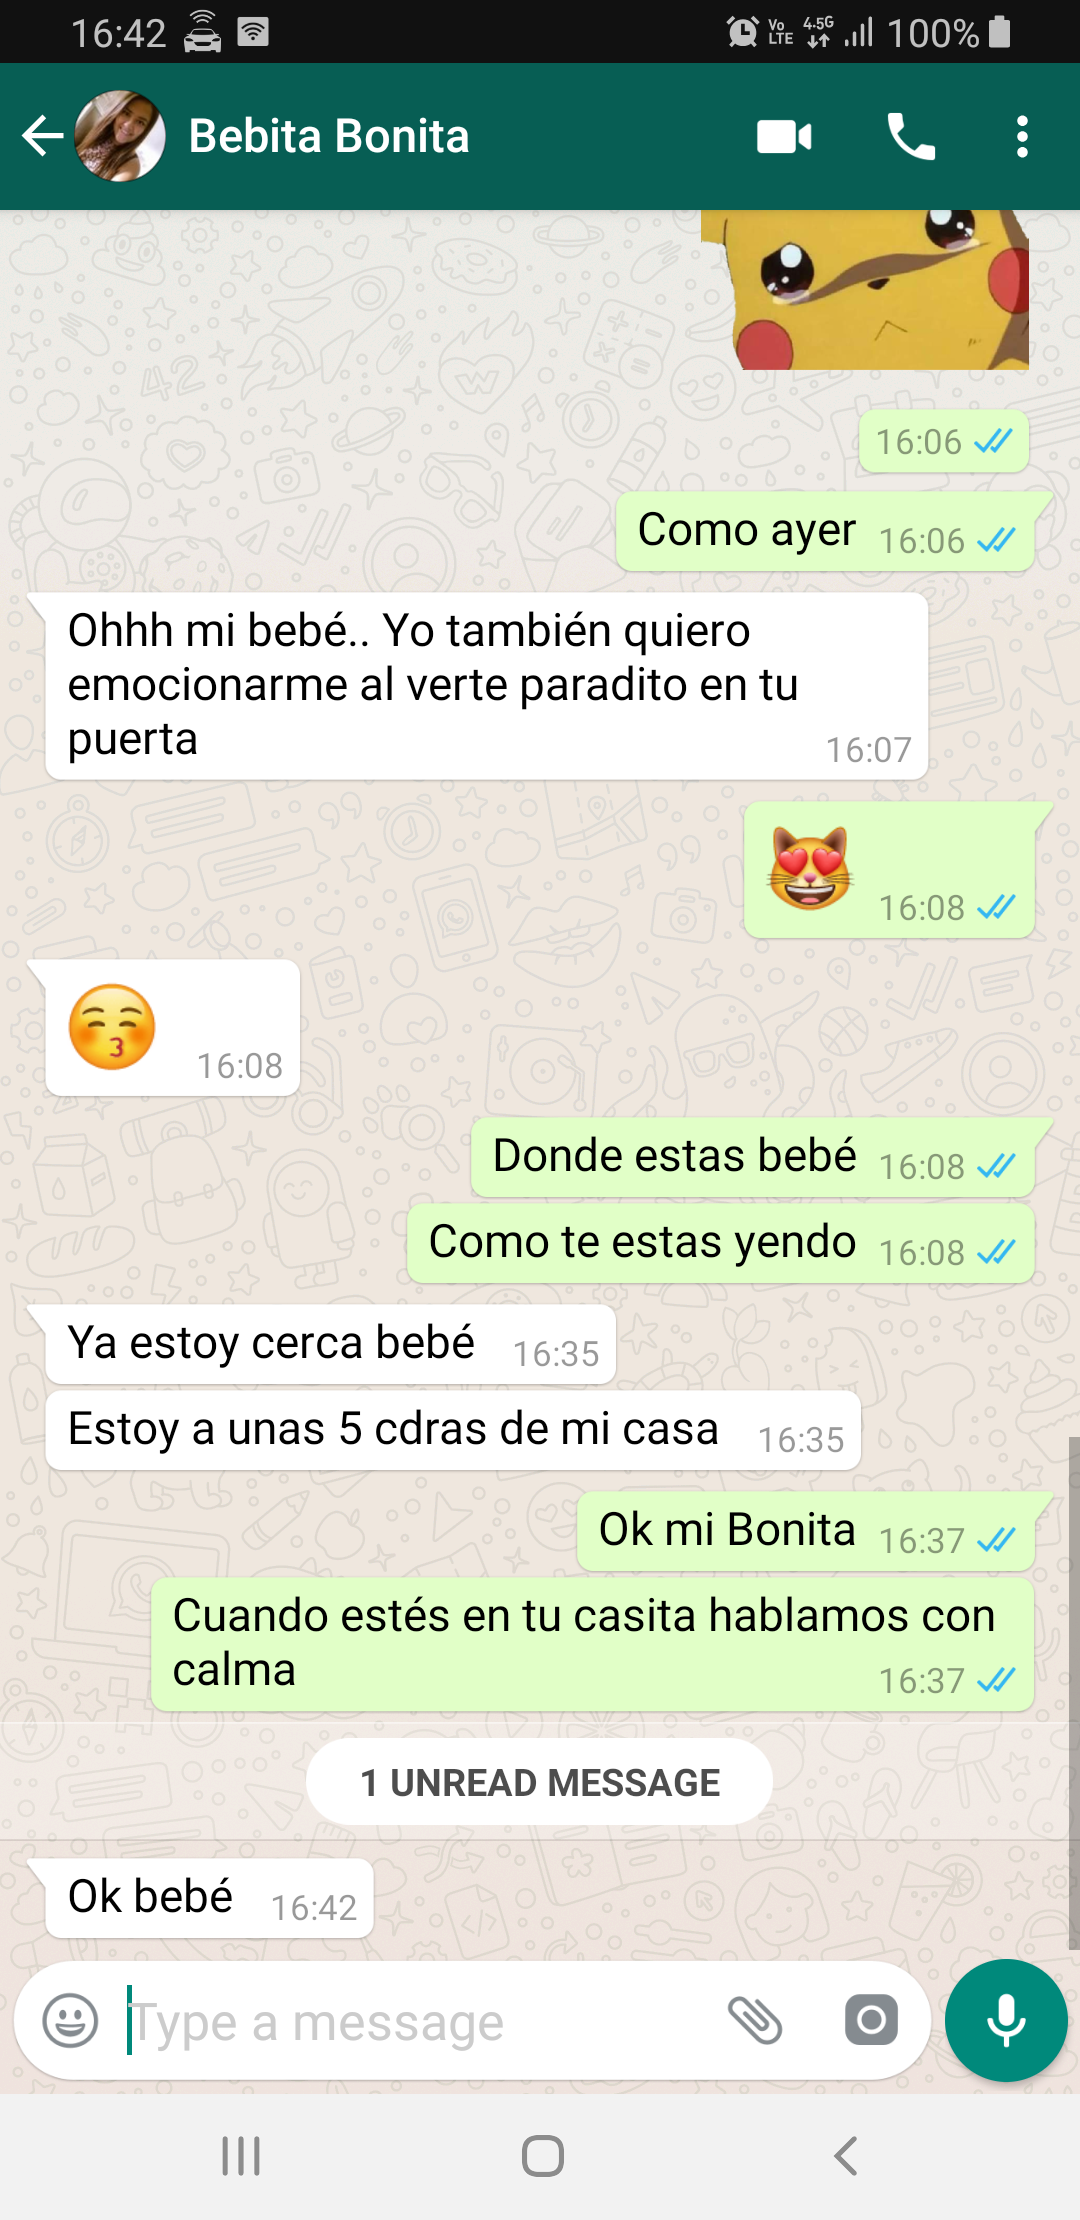 16:42 Vo LTE 4.5G 100%
Bebita Bonita
16:06
Como ayer 16:06
Ohhh mi bebé.. Yo también quiero
emocionarme al verte paradito en tu
puerta 16:07
16:08
16:08
Donde estas bebé 16:08
Como te estas yendo 16:08
Ya estoy cerca bebé 16:35
Estoy a unas 5 cdras de mi casa 16:35
Ok mi Bonita 16:37
Cuando estés en tu casita hablamos con
calma 16:37
1 UNREAD MESSAGE
Ok bebé 16:42
Type a message